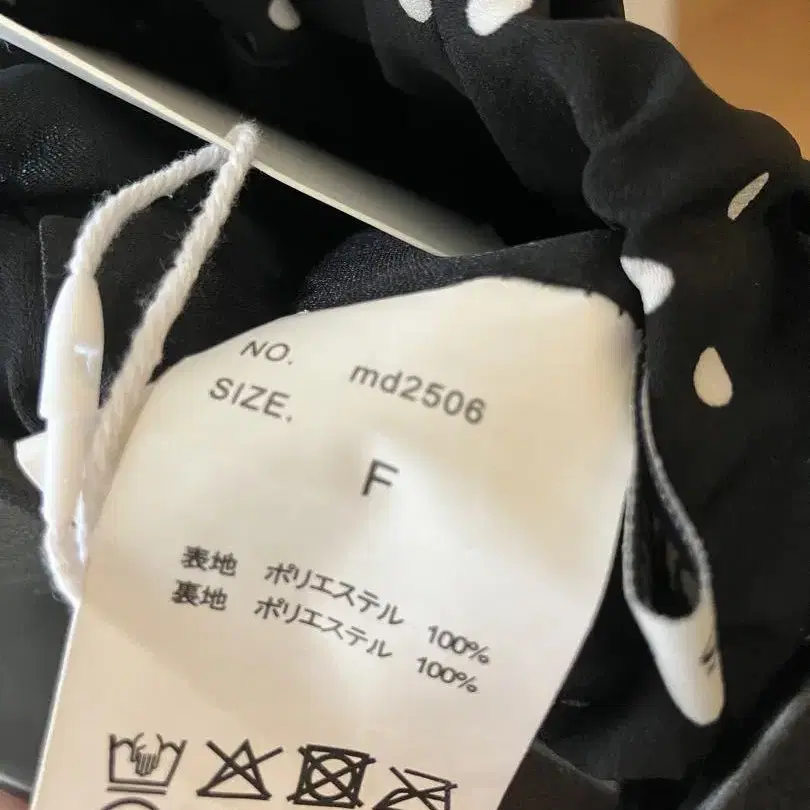 NO. md2506
SIZE.
F
表地 ポリエステル 100%
裏地 ポリエステル 100%